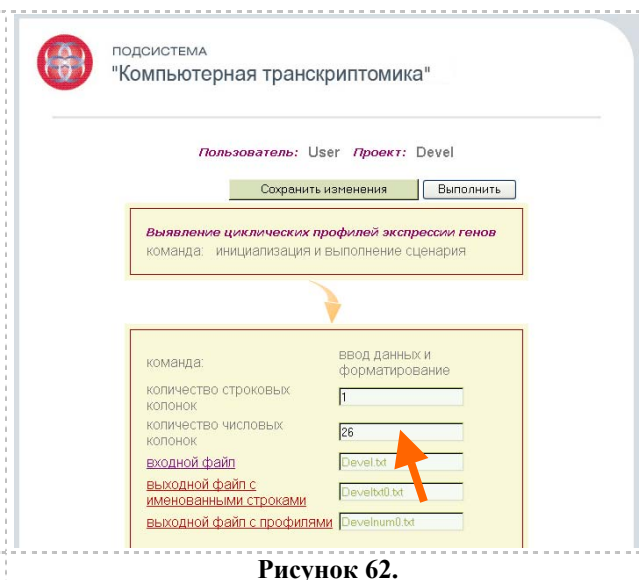 ПОДСИСТЕМА
"Компьютерная транскриптомика"
Пользователь: User Проект: Devel
Сохранить изменения Выполнить
Выявление циклических профилей экспрессии генов
команда: инициализация и выполнение сценария
команда: ввод данных и
форматирование
количество строковых
колонок 1
количество числовых
колонок 26
входной файл Devel.txt
выходной файл с
именованными строками Develtxt0.txt
выходной файл с профилями Develnum0.txt
Рисунок 62.